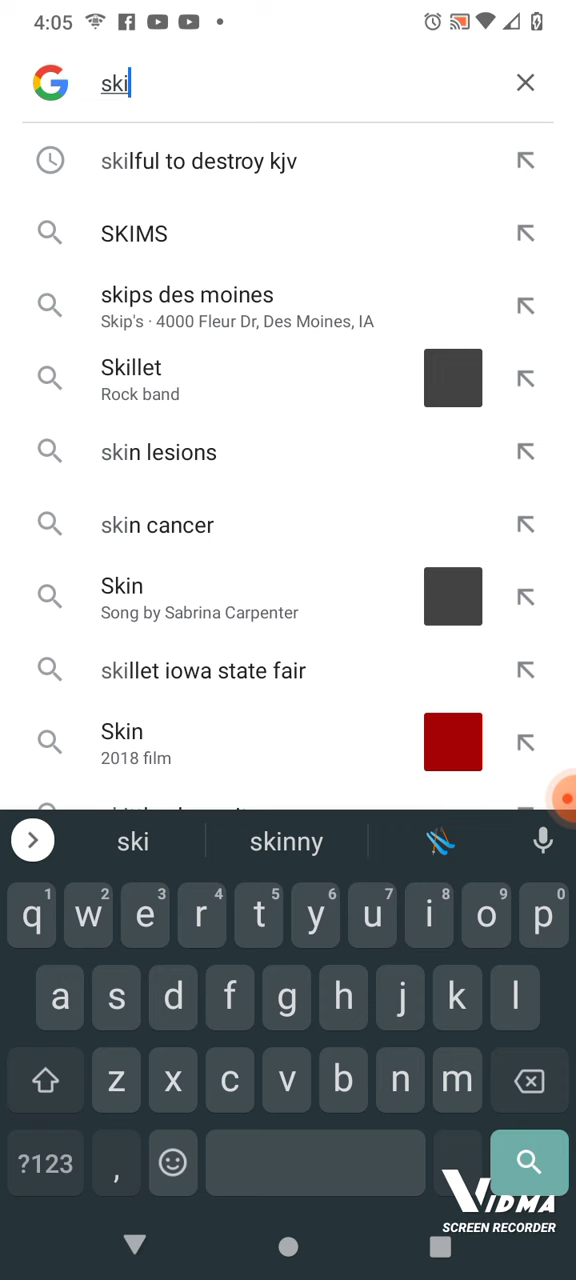 4:05
ski
skilful to destroy kjv
SKIMS
skips des moines
Skip's · 4000 Fleur Dr, Des Moines, IA
Skillet
Rock band
skin lesions
skin cancer
Skin
Song by Sabrina Carpenter
skillet iowa state fair
Skin
2018 film
ski skinny
1 2 3 4 5 6 7 8 9 0
q w e r t y u i o p
a s d f g h j k l
z x c v b n m
?123 ,
VIDMA
SCREEN RECORDER